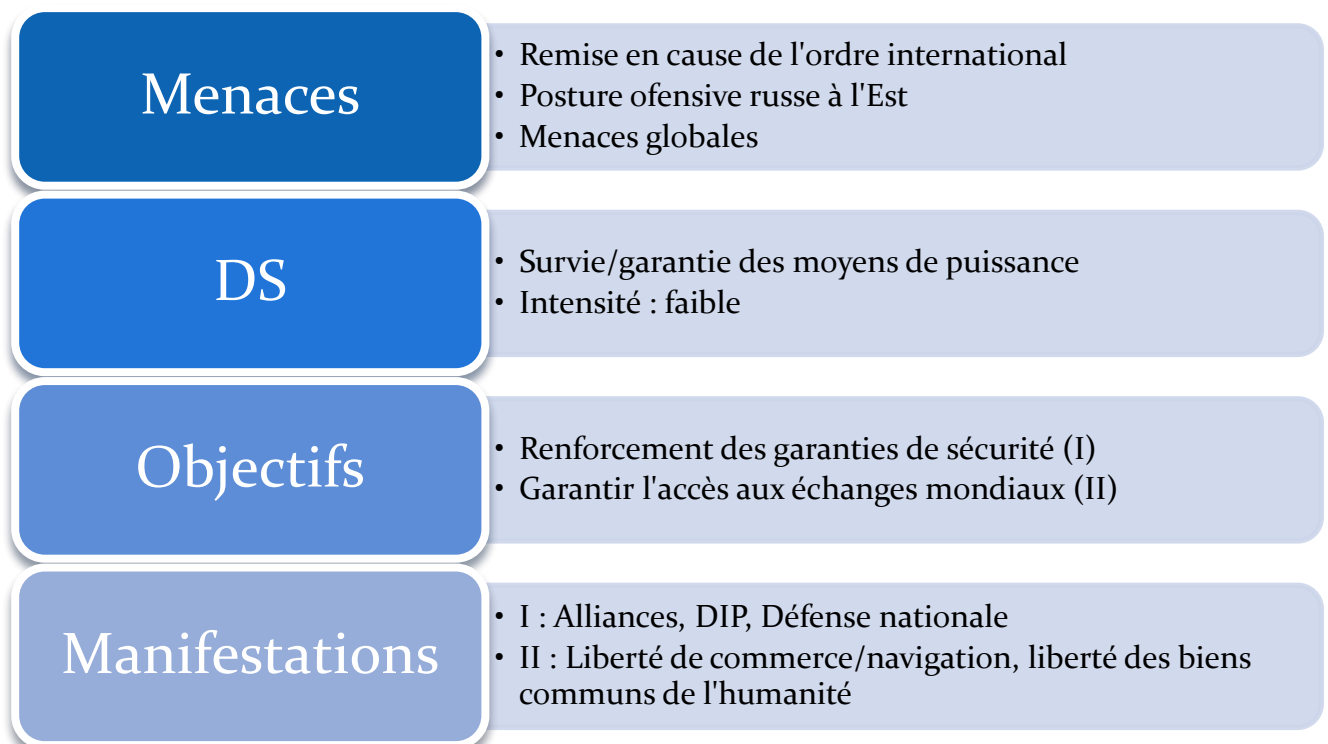 Menaces
• Remise en cause de l'ordre international
• Posture ofensive russe à l'Est
• Menaces globales
DS
• Survie/garantie des moyens de puissance
• Intensité : faible
Objectifs
• Renforcement des garanties de sécurité (I)
• Garantir l'accès aux échanges mondiaux (II)
Manifestations
• I : Alliances, DIP, Défense nationale
• II : Liberté de commerce/navigation, liberté des biens
communs de l'humanité